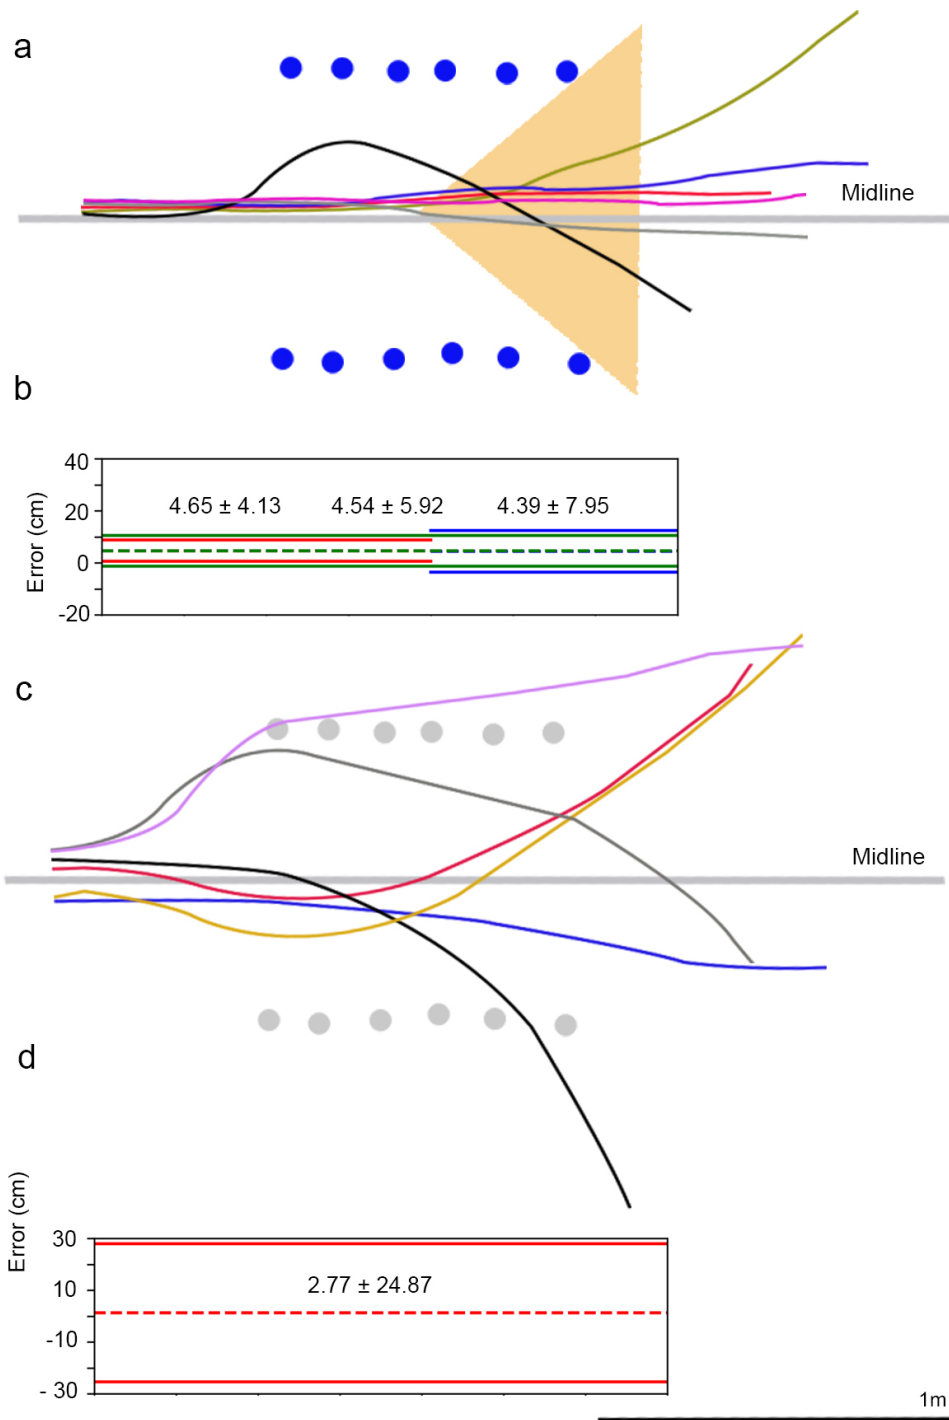 a
Midline
b
Error (cm)
40
20
0
-20
4.65 ± 4.13
4.54 ± 5.92
4.39 ± 7.95
c
Midline
d
Error (cm)
30
10
-10
- 30
2.77 ± 24.87
1m